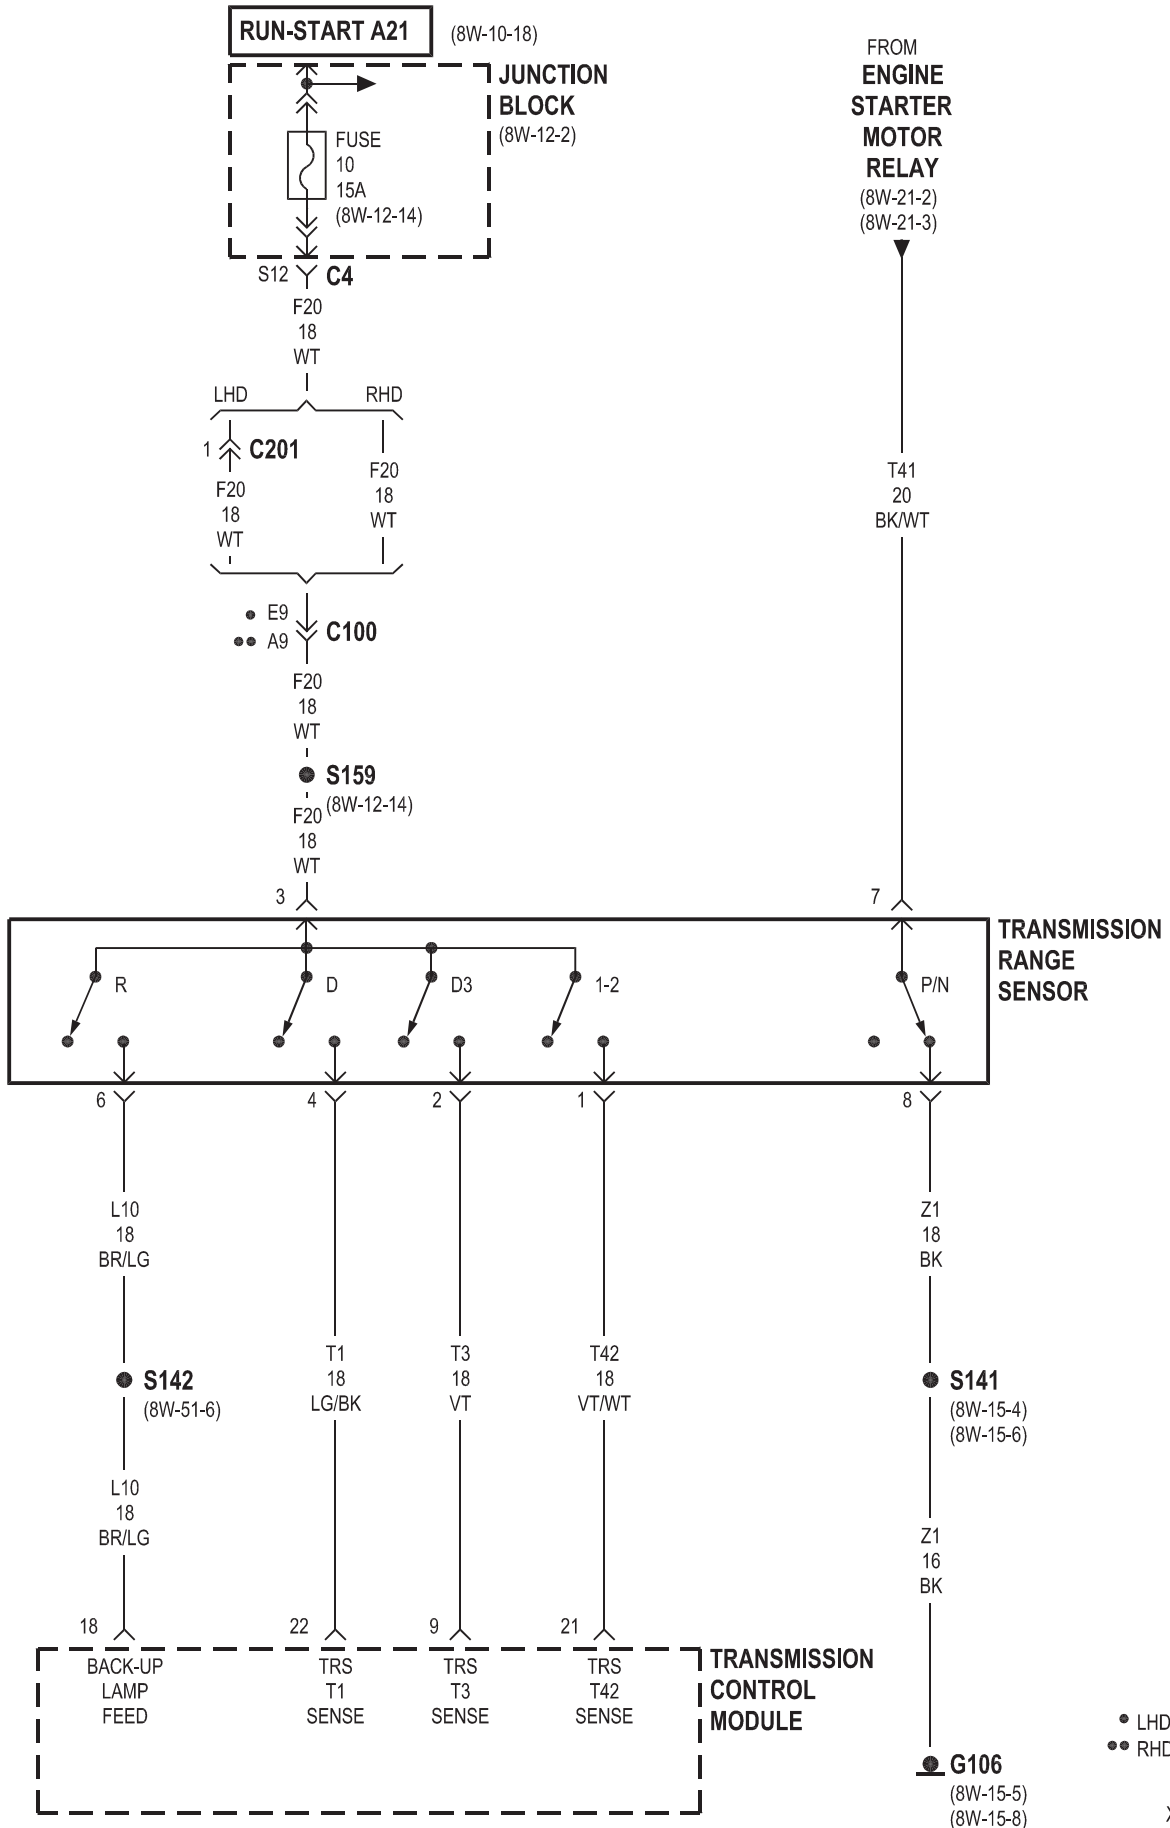 RUN-START A21
(8W-10-18)
JUNCTION
BLOCK
(8W-12-2)
FUSE
10
15A
(8W-12-14)
S12
C4
F20
18
WT
LHD
RHD
1
C201
F20
18
WT
F20
18
WT
E9
A9
C100
F20
18
WT
S159
(8W-12-14)
F20
18
WT
3
FROM
ENGINE
STARTER
MOTOR
RELAY
(8W-21-2)
(8W-21-3)
T41
20
BK/WT
7
TRANSMISSION
RANGE
SENSOR
R
D
D3
1-2
P/N
6
4
2
1
8
L10
18
BR/LG
S142
(8W-51-6)
L10
18
BR/LG
T1
18
LG/BK
T3
18
VT
T42
18
VT/WT
Z1
18
BK
S141
(8W-15-4)
(8W-15-6)
Z1
16
BK
18
22
9
21
BACK-UP
LAMP
FEED
TRS
T1
SENSE
TRS
T3
SENSE
TRS
T42
SENSE
TRANSMISSION
CONTROL
MODULE
G106
(8W-15-5)
(8W-15-8)
LHD
RHD